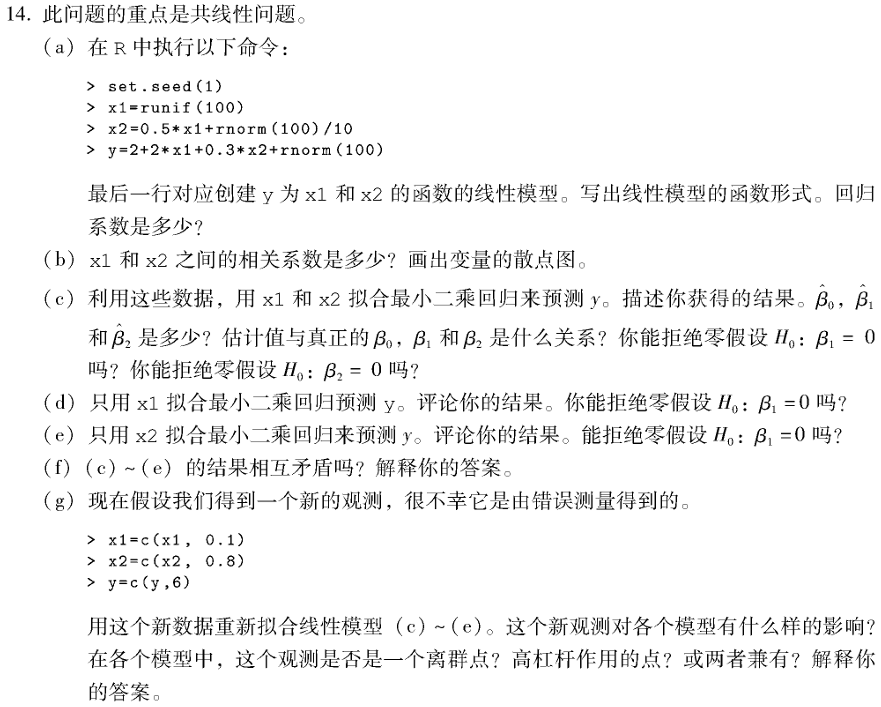 14. 此问题的重点是共线性问题。
(a) 在 R 中执行以下命令：
> set.seed(1)
> x1=runif(100)
> x2=0.5*x1+rnorm(100)/10
> y=2+2*x1+0.3*x2+rnorm(100)
最后一行对应创建 y 为 x1 和 x2 的函数的线性模型。写出线性模型的函数形式。回归
系数是多少？
(b) x1 和 x2 之间的相关系数是多少？画出变量的散点图。
(c) 利用这些数据，用 x1 和 x2 拟合最小二乘回归来预测 y。描述你获得的结果。β̂₀，β̂₁
和 β̂₂ 是多少？估计值与真正的 β₀，β₁ 和 β₂ 是什么关系？你能拒绝零假设 H₀：β₁ = 0
吗？你能拒绝零假设 H₀：β₂ = 0 吗？
(d) 只用 x1 拟合最小二乘回归预测 y。评论你的结果。你能拒绝零假设 H₀：β₁ =0 吗？
(e) 只用 x2 拟合最小二乘回归来预测 y。评论你的结果。能拒绝零假设 H₀：β₁ =0 吗？
(f) (c) ~ (e) 的结果相互矛盾吗？解释你的答案。
(g) 现在假设我们得到一个新的观测，很不幸它是由错误测量得到的。
> x1=c(x1, 0.1)
> x2=c(x2, 0.8)
> y=c(y,6)
用这个新数据重新拟合线性模型 (c) ~ (e)。这个新观测对各个模型有什么样的影响？
在各个模型中，这个观测是否是一个离群点？高杠杆作用的点？或两者兼有？解释你
的答案。